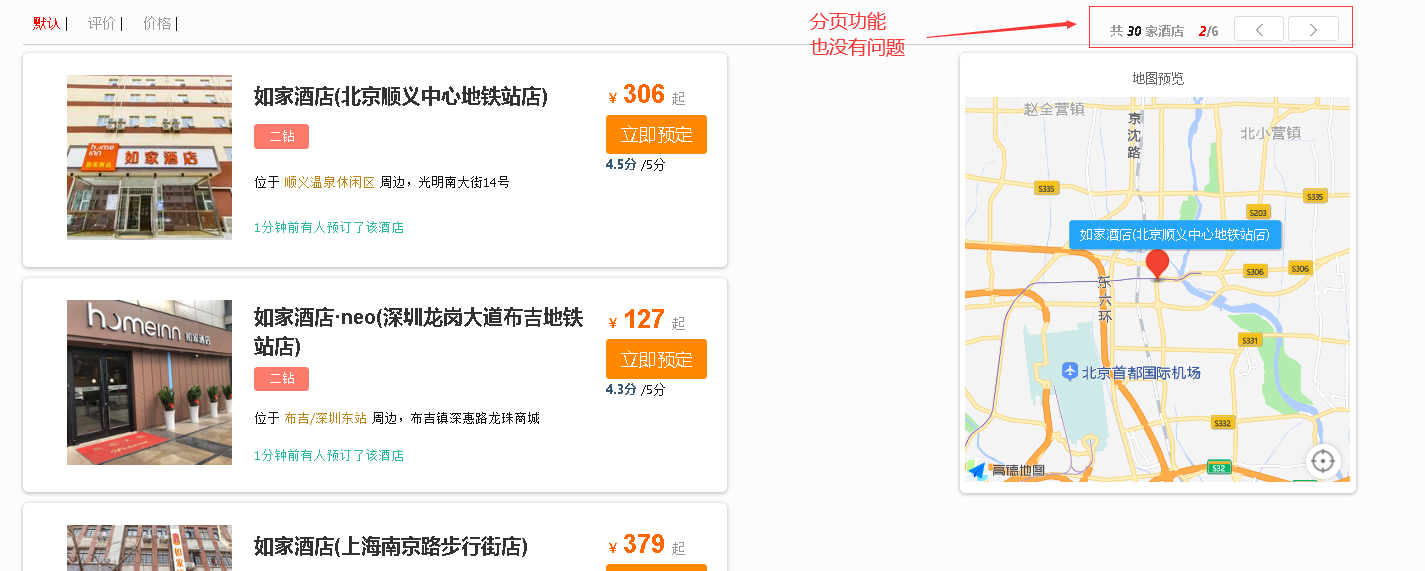 默认 | 评价 | 价格 |
分页功能
也没有问题
共 30 家酒店 2/6
如家酒店(北京顺义中心地铁站店)
¥ 306 起
立即预定
二钻
4.5分 /5分
位于 顺义温泉休闲区 周边，光明南大街14号
1分钟前有人预订了该酒店
home
inn
如家酒店
如家酒店·neo(深圳龙岗大道布吉地铁
站店)
¥ 127 起
立即预定
二钻
4.3分 /5分
位于 布吉/深圳东站 周边，布吉镇深惠路龙珠商城
1分钟前有人预订了该酒店
homeinn 如家酒店
如家酒店(上海南京路步行街店)
¥ 379 起
地图预览
赵全营镇
京沈路
北小营镇
S335
S335
S203
如家酒店(北京顺义中心地铁站店)
S306
S306
东六环
S331
北京首都国际机场
S332
高德地图
S32